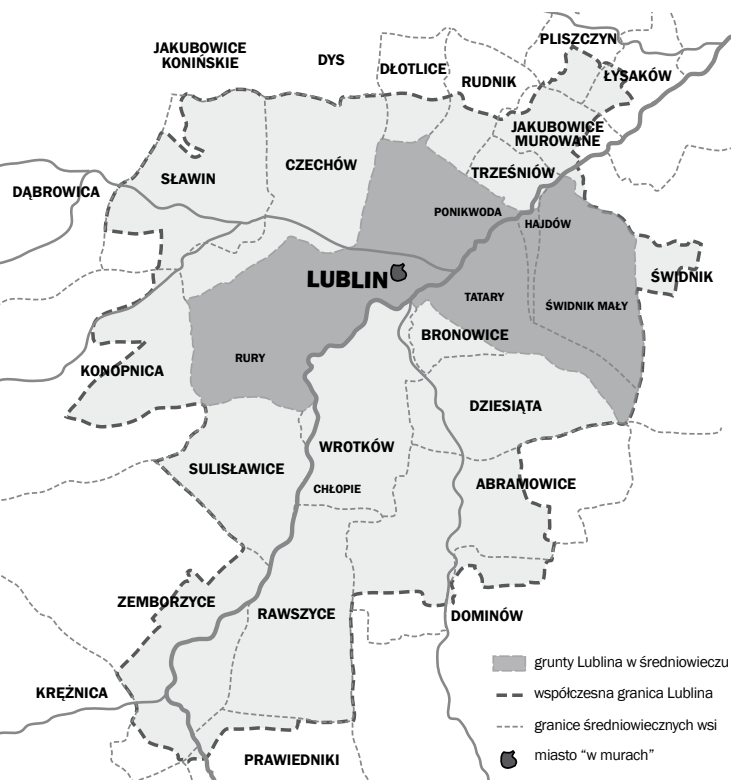 PLISZCZYN
JAKUBOWICE
KONIŃSKIE
DYS
DŁOTLICE
RUDNIK
ŁYSAKÓW
JAKUBOWICE
MUROWANE
CZECHÓW
TRZEŚNIÓW
SŁAWIN
DĄBROWICA
PONIKWODA
HAJDÓW
LUBLIN
ŚWIDNIK
TATARY
ŚWIDNIK MAŁY
BRONOWICE
RURY
KONOPNICA
DZIESIĄTA
WROTKÓW
SULISŁAWICE
CHŁOPIE
ABRAMOWICE
ZEMBORZYCE
RAWSZYCE
DOMINÓW
KRĘŻNICA
PRAWIEDNIKI
grunty Lublina w średniowieczu
współczesna granica Lublina
granice średniowiecznych wsi
miasto "w murach"